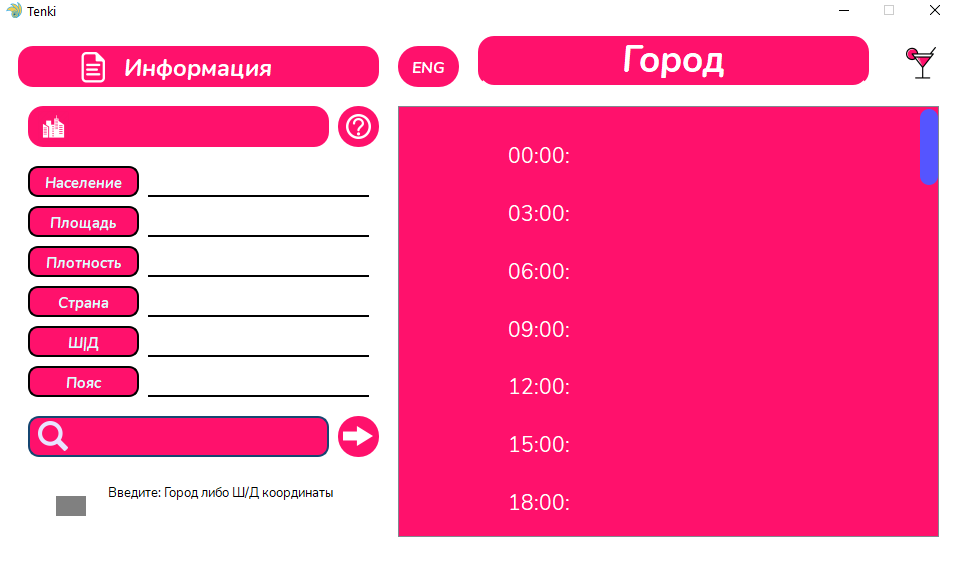 Tenki
Информация
ENG
Город
Население
Площадь
Плотность
Страна
Ш|Д
Пояс
Введите: Город либо Ш/Д координаты
00:00:
03:00:
06:00:
09:00:
12:00:
15:00:
18:00: